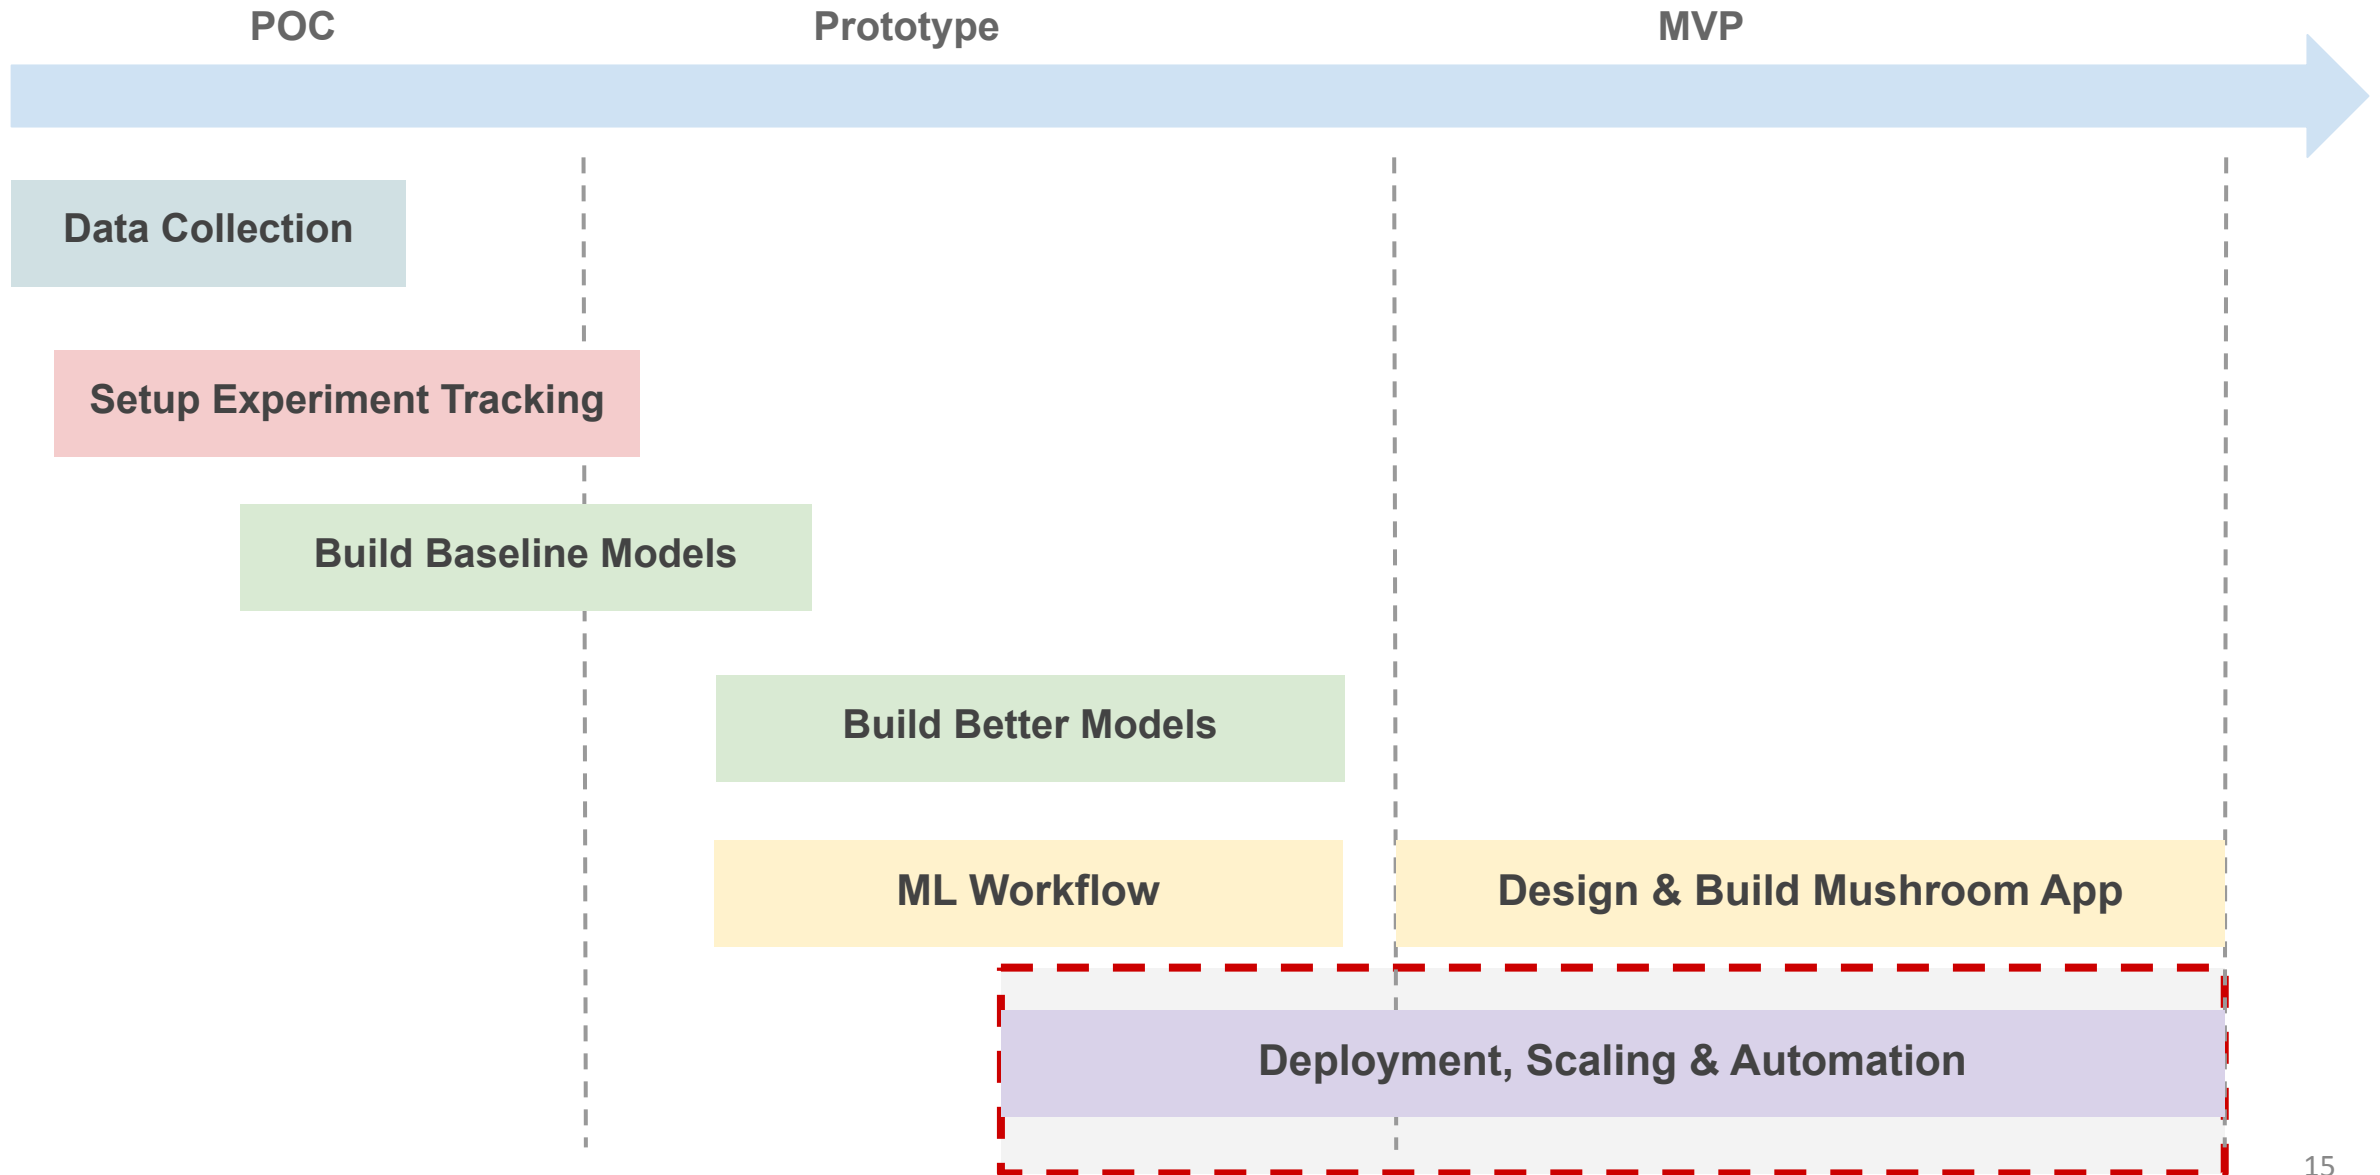 POC
Prototype
MVP
Data Collection
Setup Experiment Tracking
Build Baseline Models
Build Better Models
ML Workflow
Design & Build Mushroom App
Deployment, Scaling & Automation
15